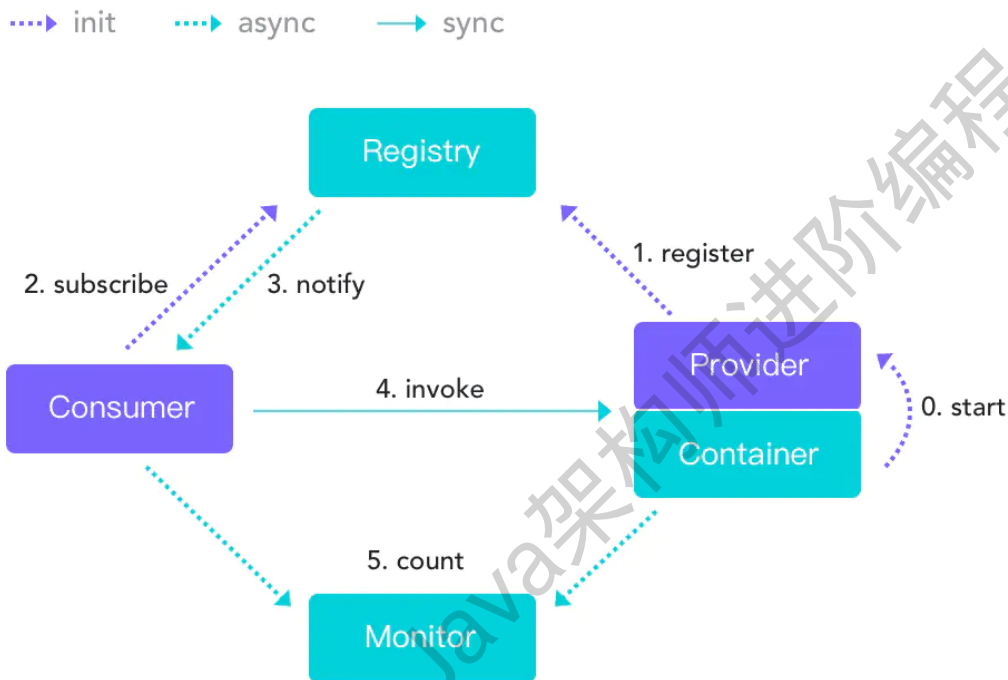 init async sync
Registry
1. register
2. subscribe
3. notify
Provider
4. invoke
Consumer
0. start
Container
5. count
Monitor
Java架构师进阶编程